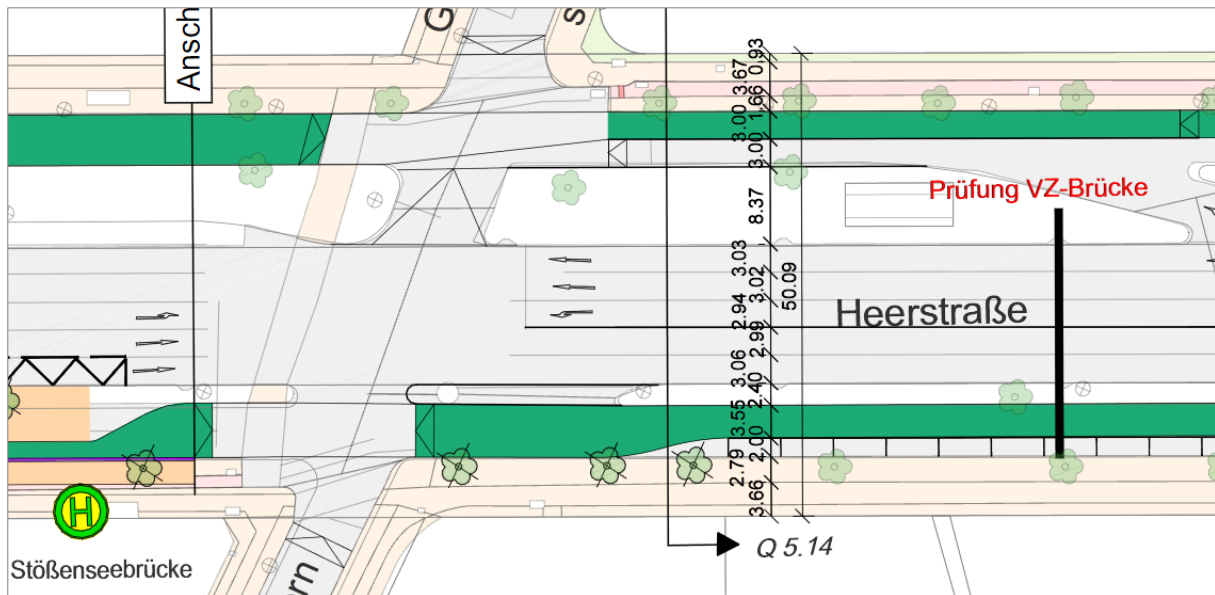 Ansch
G
s
0.93
3.67
1.66
3.00
3.00
8.37
3.03
3.02
2.94
2.99
3.06
2.40
3.55
2.00
2.79
3.66
50.09
Prüfung VZ-Brücke
Heerstraße
H
Stößenseebrücke
rn
Q 5.14